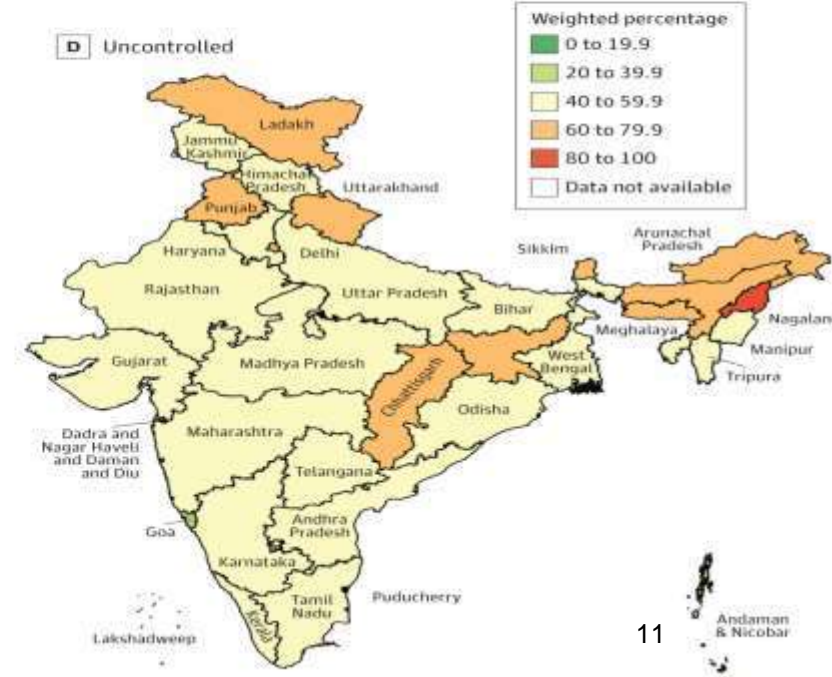 D Uncontrolled
Weighted percentage
0 to 19.9
20 to 39.9
40 to 59.9
60 to 79.9
80 to 100
Data not available
Ladakh
Jammu
& Kashmir
Himachal
Pradesh
Uttarakhand
Punjab
Haryana
Delhi
Sikkim
Arunachal
Pradesh
Rajasthan
Uttar Pradesh
Bihar
Meghalaya
Nagalan
Manipur
Tripura
Gujarat
Madhya Pradesh
West
Bengal
Chhattisgarh
Odisha
Dadra and
Nagar Haveli
and Daman
and Diu
Maharashtra
Telangana
Goa
Andhra
Pradesh
Karnataka
Tamil
Nadu
Kerala
Puducherry
Lakshadweep
11
Andaman
& Nicobar